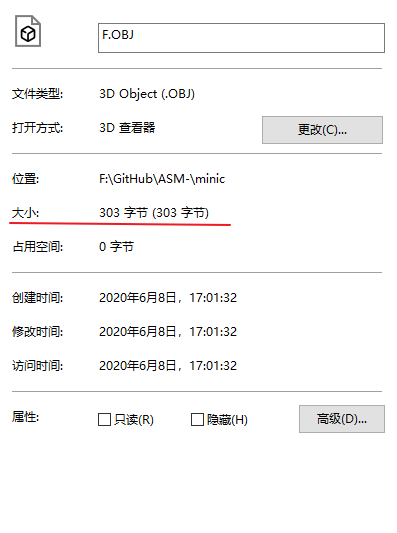 F.OBJ
文件类型: 3D Object (.OBJ)
打开方式: 3D 查看器 更改(C)...
位置: F:\GitHub\ASM-\minic
大小: 303 字节 (303 字节)
占用空间: 0 字节
创建时间: 2020年6月8日，17:01:32
修改时间: 2020年6月8日，17:01:32
访问时间: 2020年6月8日，17:01:32
属性: 只读(R) 隐藏(H) 高级(D)...